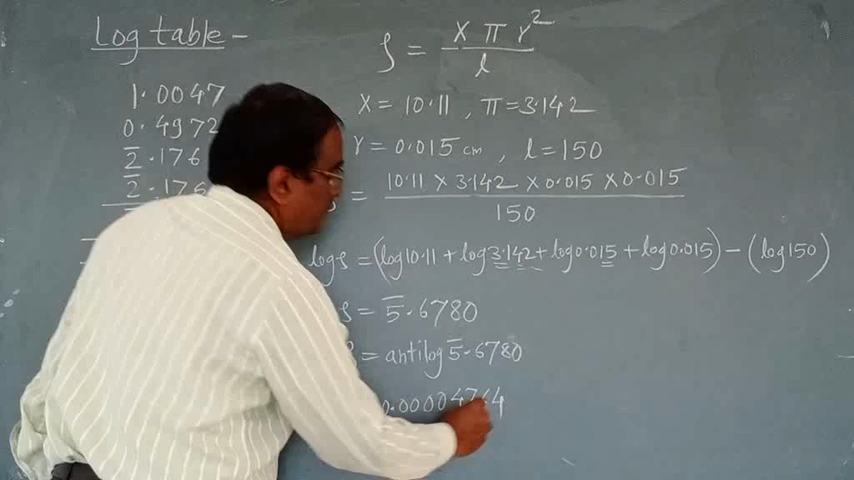 Log table -
1.0047
0.4972
2̅.176
2̅.176
ρ = X π r² / l
X = 10.11 , π = 3.142
r = 0.015 cm , l = 150
= 10.11 X 3.142 X 0.015 X 0.015 / 150
log ρ = (log 10.11 + log 3.142 + log 0.015 + log 0.015) - (log 150)
ρ = 5̅.6780
= antilog 5̅.6780
0.00004764